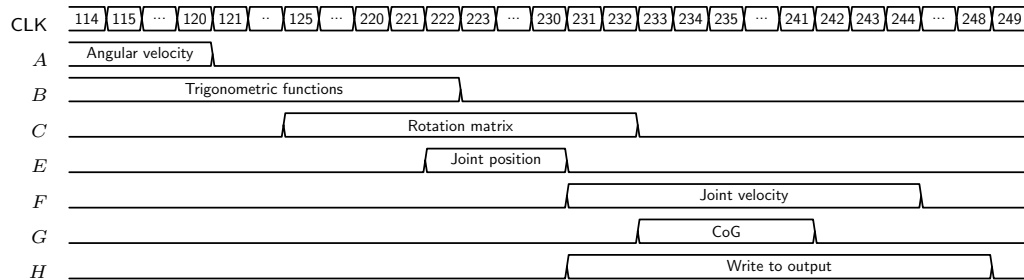 CLK 114 115 ... 120 121 .. 125 ... 220 221 222 223 ... 230 231 232 233 234 235 ... 241 242 243 244 ... 248 249
A Angular velocity
B Trigonometric functions
C Rotation matrix
E Joint position
F Joint velocity
G CoG
H Write to output